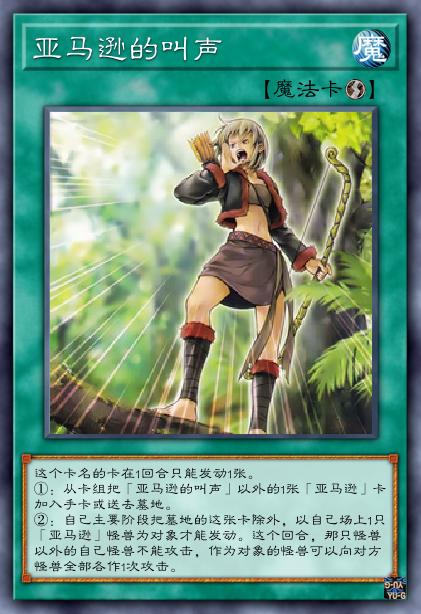 亚马逊的叫声
魔
【魔法卡】
这个卡名的卡在1回合只能发动1张。
①：从卡组把「亚马逊的叫声」以外的1张「亚马逊」卡
加入手卡或送去墓地。
②：自己主要阶段把墓地的这张卡除外，以自己场上1只
「亚马逊」怪兽为对象才能发动。这个回合，那只怪兽
以外的自己怪兽不能攻击，作为对象的怪兽可以向对方
怪兽全部各作1次攻击。